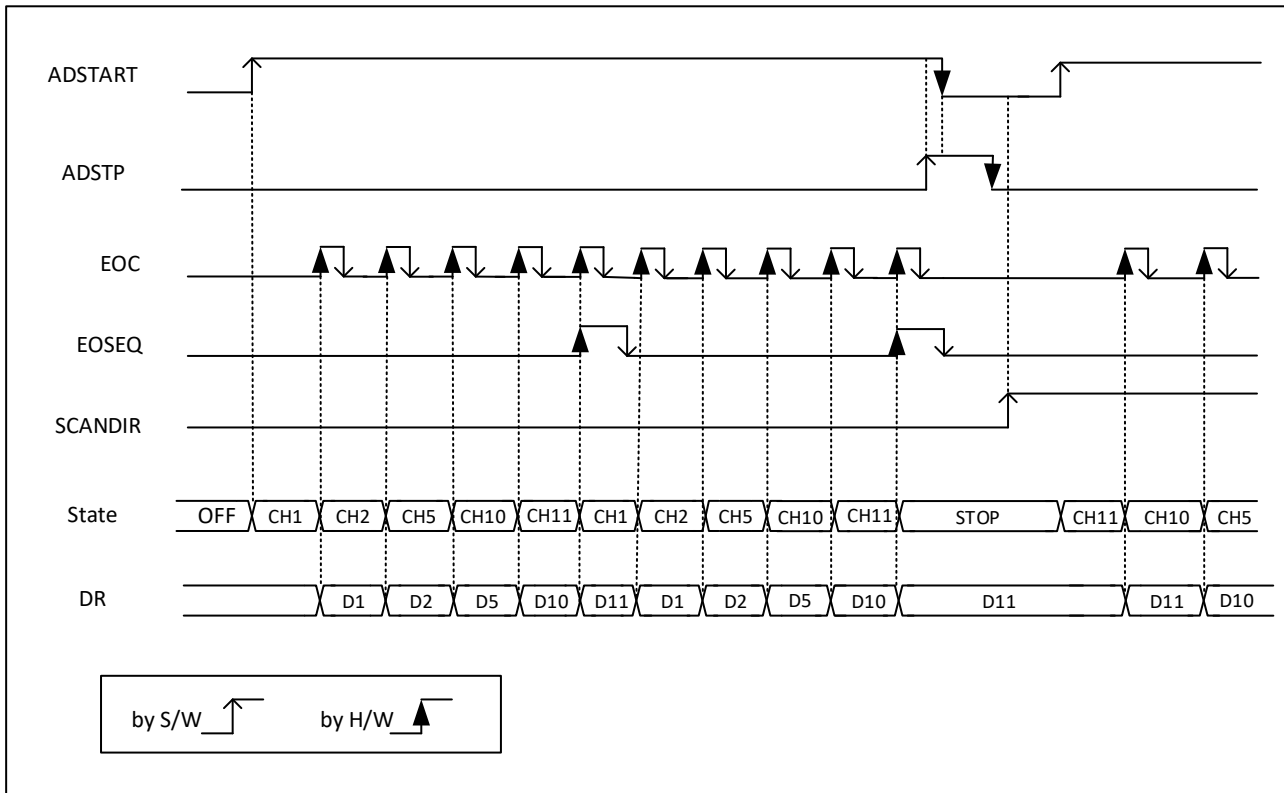 ADSTART
ADSTP
EOC
EOSEQ
SCANDIR
State OFF CH1 CH2 CH5 CH10 CH11 CH1 CH2 CH5 CH10 CH11 STOP CH11 CH10 CH5
DR D1 D2 D5 D10 D11 D1 D2 D5 D10 D11 D11 D10
by S/W by H/W